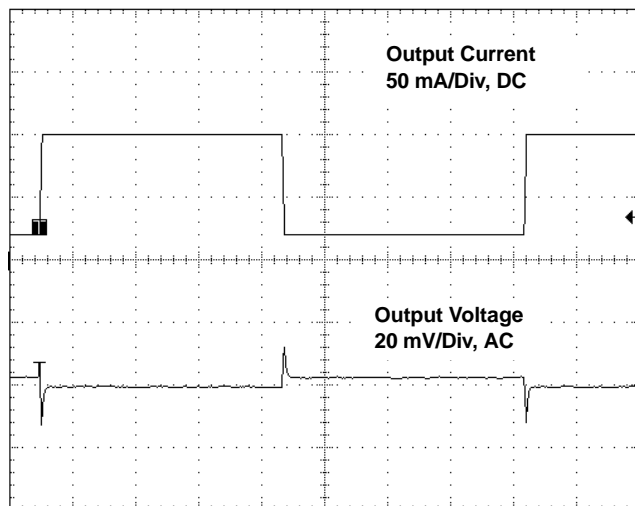 Output Current
50 mA/Div, DC
Output Voltage
20 mV/Div, AC